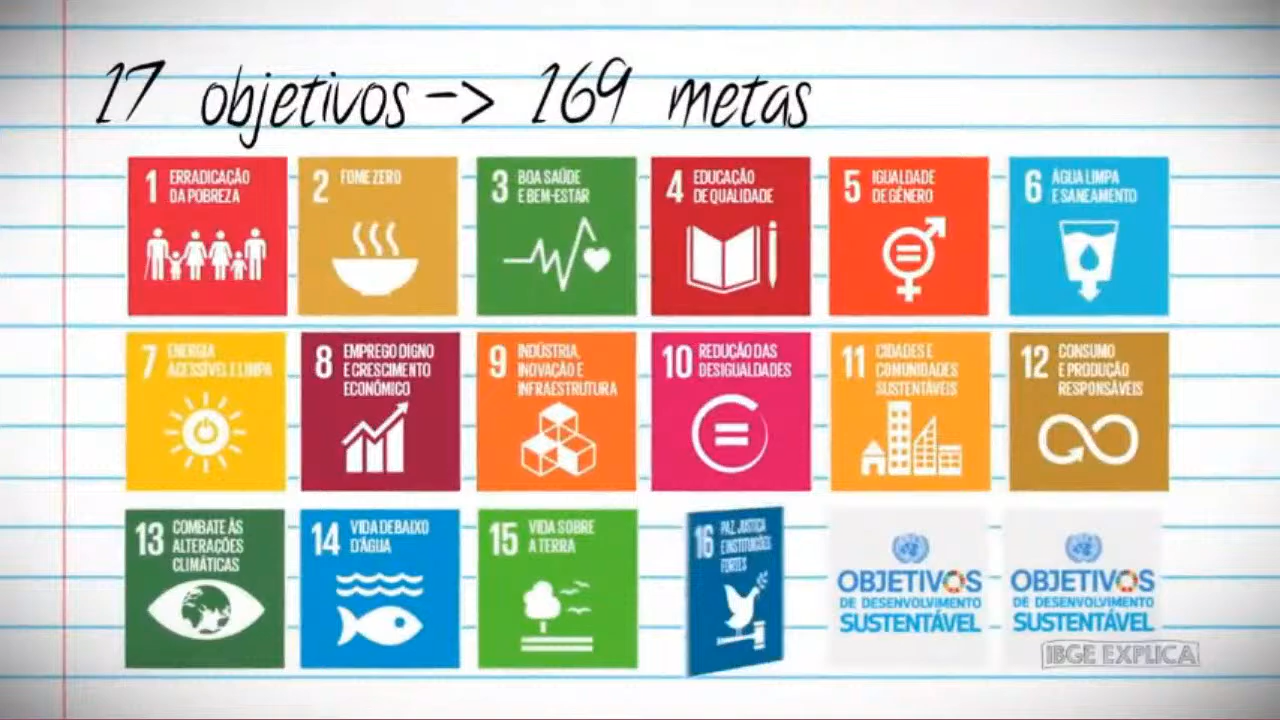 17 objetivos -> 169 metas
1 ERRADICAÇÃO
DA POBREZA
2 FOME ZERO
3 BOA SAÚDE
E BEM-ESTAR
4 EDUCAÇÃO
DE QUALIDADE
5 IGUALDADE
DE GÊNERO
6 ÁGUA LIMPA
E SANEAMENTO
7 ENERGIA
ACESSÍVEL E LIMPA
8 EMPREGO DIGNO
E CRESCIMENTO
ECONÔMICO
9 INDÚSTRIA,
INOVAÇÃO E
INFRAESTRUTURA
10 REDUÇÃO DAS
DESIGUALDADES
11 CIDADES E
COMUNIDADES
SUSTENTÁVEIS
12 CONSUMO
E PRODUÇÃO
RESPONSÁVEIS
13 COMBATE ÀS
ALTERAÇÕES
CLIMÁTICAS
14 VIDA DEBAIXO
D'ÁGUA
15 VIDA SOBRE
A TERRA
16 PAZ, JUSTIÇA
E INSTITUIÇÕES
FORTES
OBJETIVOS
DE DESENVOLVIMENTO
SUSTENTÁVEL
OBJETIVOS
DE DESENVOLVIMENTO
SUSTENTÁVEL
IBGE EXPLICA